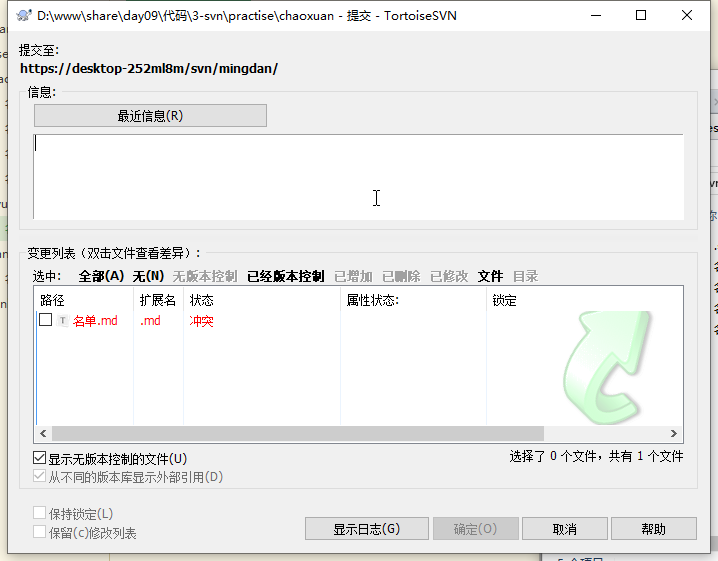 D:\www\share\day09\代码\3-svn\practise\chaoxuan - 提交 - TortoiseSVN
提交至:
https://desktop-252ml8m/svn/mingdan/
信息:
最近信息(R)
变更列表（双击文件查看差异）:
选中: 全部(A) 无(N) 无版本控制 已经版本控制 已增加 已删除 已修改 文件 目录
路径 扩展名 状态 属性状态: 锁定
T 名单.md .md 冲突
显示无版本控制的文件(U)
选择了 0 个文件，共有 1 个文件
从不同的版本库显示外部引用(D)
保持锁定(L)
保留(c)修改列表
显示日志(G) 确定(O) 取消 帮助